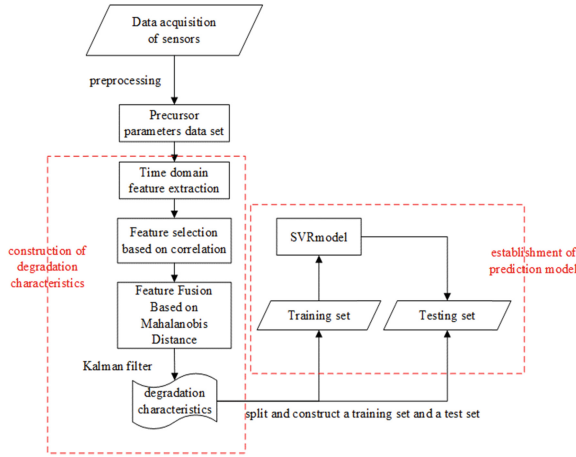 Data acquisition
of sensors
preprocessing
Precursor
parameters data set
Time domain
feature extraction
construction of
degradation
characteristics
Feature selection
based on correlation
SVRmodel
establishment of
prediction model
Feature Fusion
Based on
Mahalanobis
Distance
Training set
Testing set
Kalman filter
degradation
characteristics
split and construct a training set and a test set